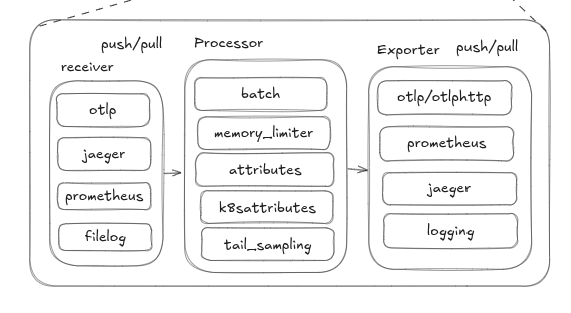 push/pull
receiver
otlp
jaeger
prometheus
filelog
Processor
batch
memory_limiter
attributes
k8sattributes
tail_sampling
Exporter push/pull
otlp/otlphttp
prometheus
jaeger
logging